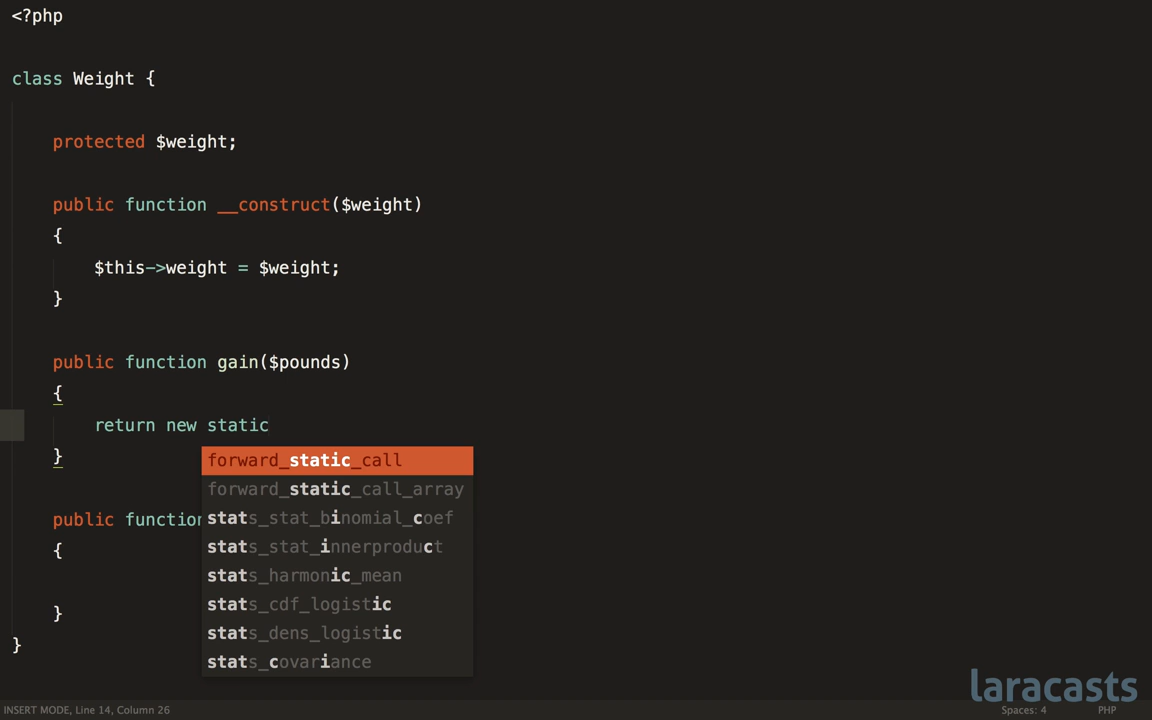 <?php
class Weight {
protected $weight;
public function __construct($weight)
{
$this->weight = $weight;
}
public function gain($pounds)
{
return new static
}
forward_static_call
forward_static_call_array
public function
stats_stat_binomial_coef
{
stats_stat_innerproduct
stats_harmonic_mean
stats_cdf_logistic
}
stats_dens_logistic
}
stats_covariance
laracasts
INSERT MODE, Line 14, Column 26
Spaces: 4
PHP